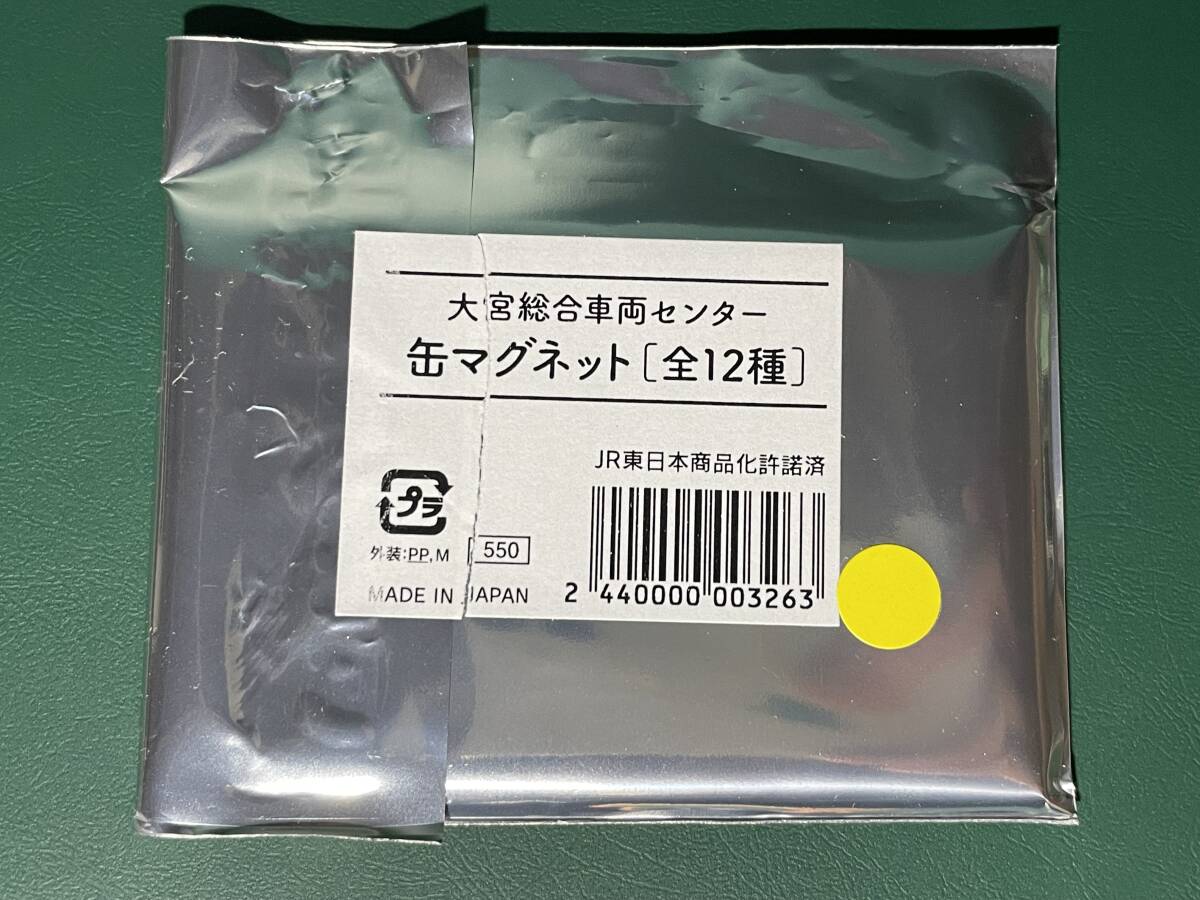 大宮総合車両センター
缶マグネット［全12種］
JR東日本商品化許諾済
プラ
外装:PP,M
550
MADE IN JAPAN
2 440000 003263